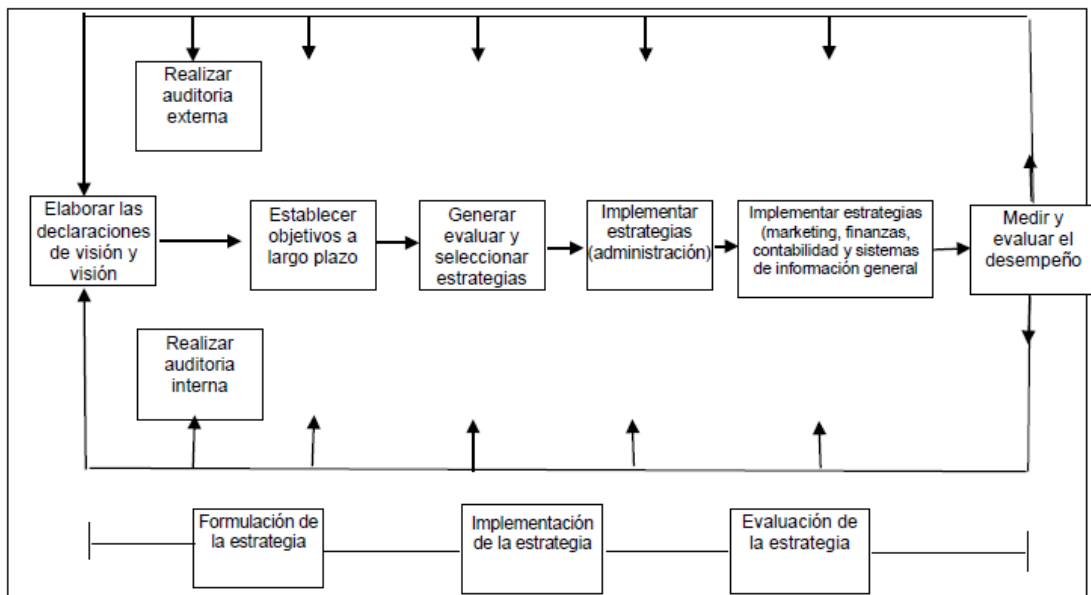 Realizar
auditoria
externa
Elaborar las
declaraciones
de visión y
visión
Establecer
objetivos a
largo plazo
Generar
evaluar y
seleccionar
estrategias
Implementar
estrategias
(administración)
Implementar estrategias
(marketing, finanzas,
contabilidad y sistemas
de información general
Medir y
evaluar el
desempeño
Realizar
auditoria
interna
Formulación de
la estrategia
Implementación
de la estrategia
Evaluación de
la estrategia